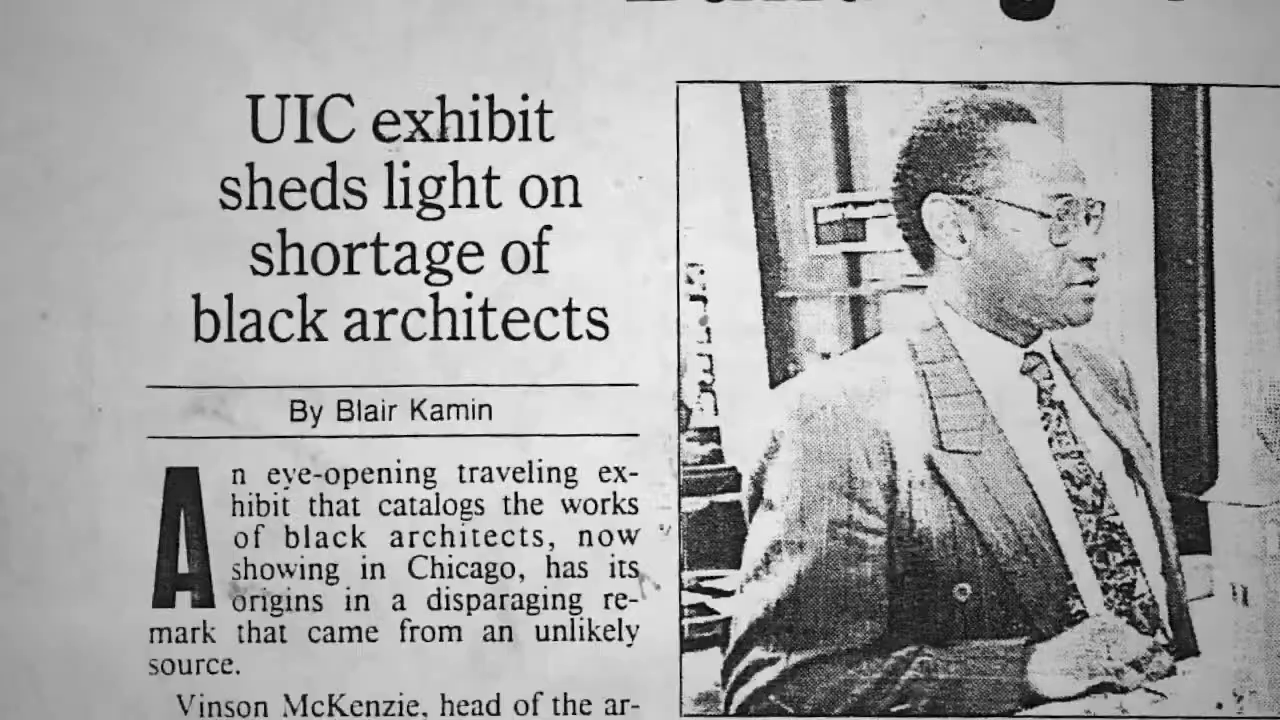 UIC exhibit
sheds light on
shortage of
black architects
By Blair Kamin
An eye-opening traveling ex-
hibit that catalogs the works
of black architects, now
showing in Chicago, has its
origins in a disparaging re-
mark that came from an unlikely
source.
Vinson McKenzie, head of the ar-